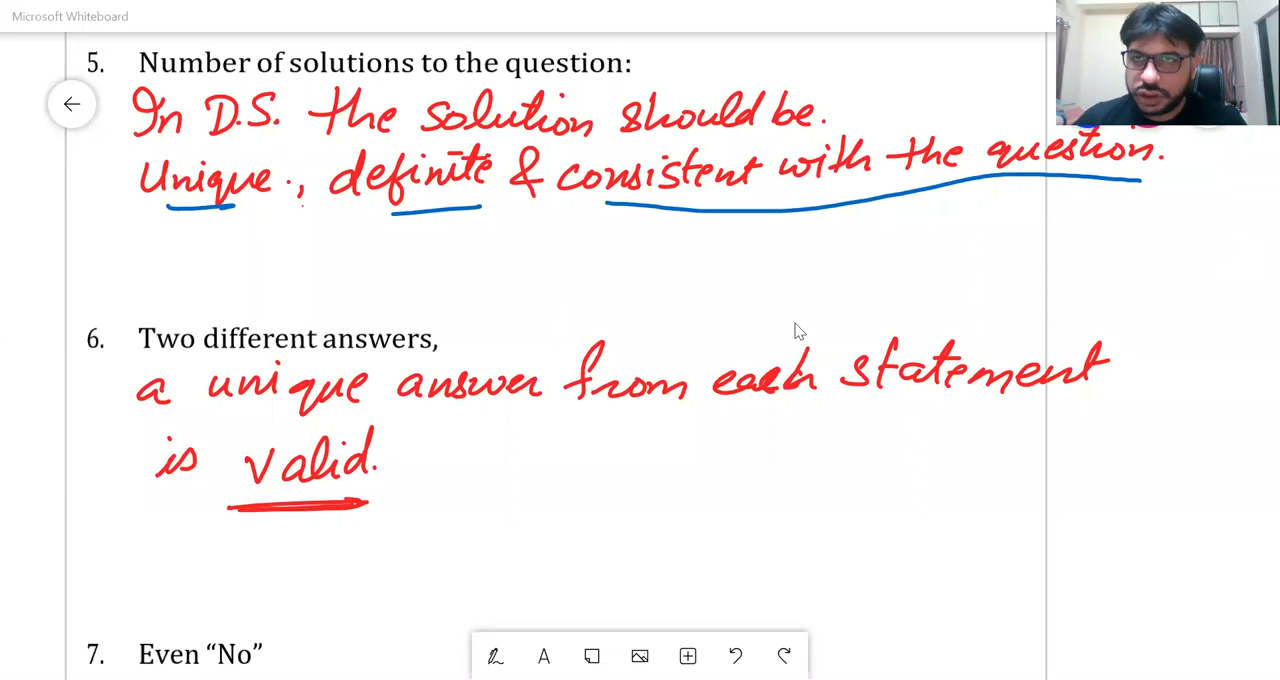 Microsoft Whiteboard
5. Number of solutions to the question:
In D.S. the solution should be.
Unique., definite & consistent with the question.
6. Two different answers,
a unique answer from each statement
is valid.
7. Even “No”
A